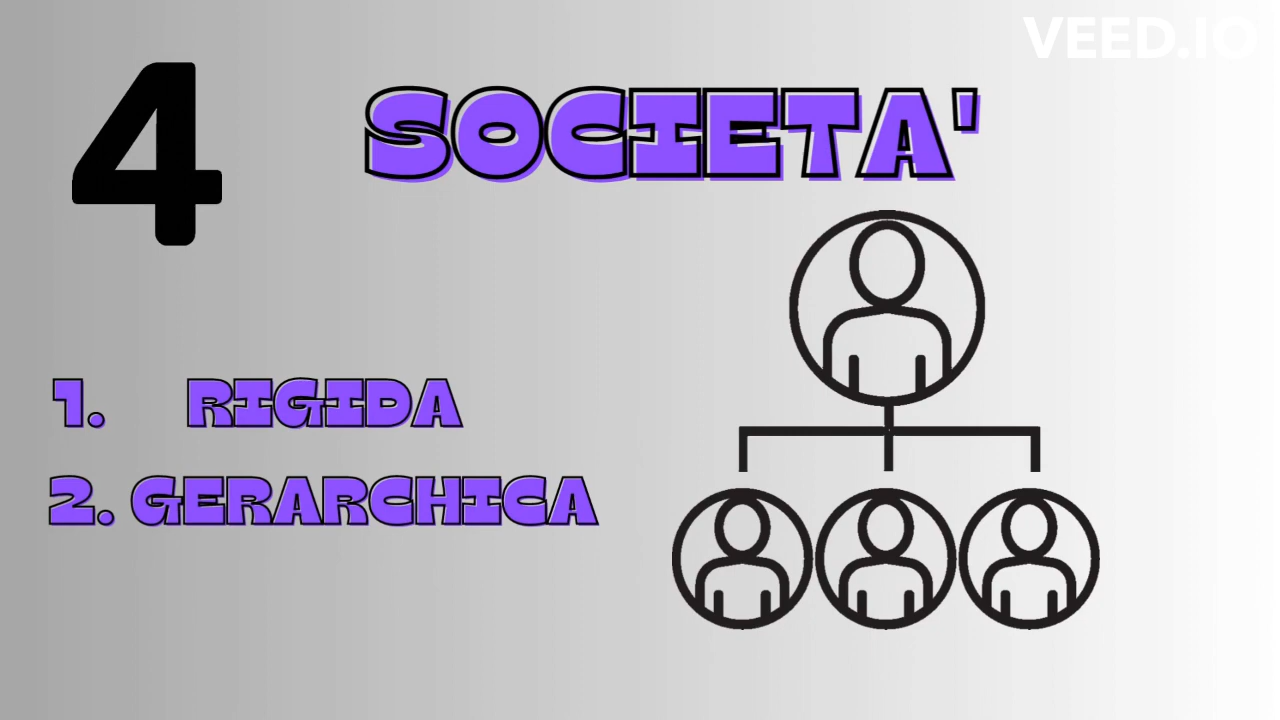 VEED.IO
4
SOCIETA'
1. RIGIDA
2. GERARCHICA